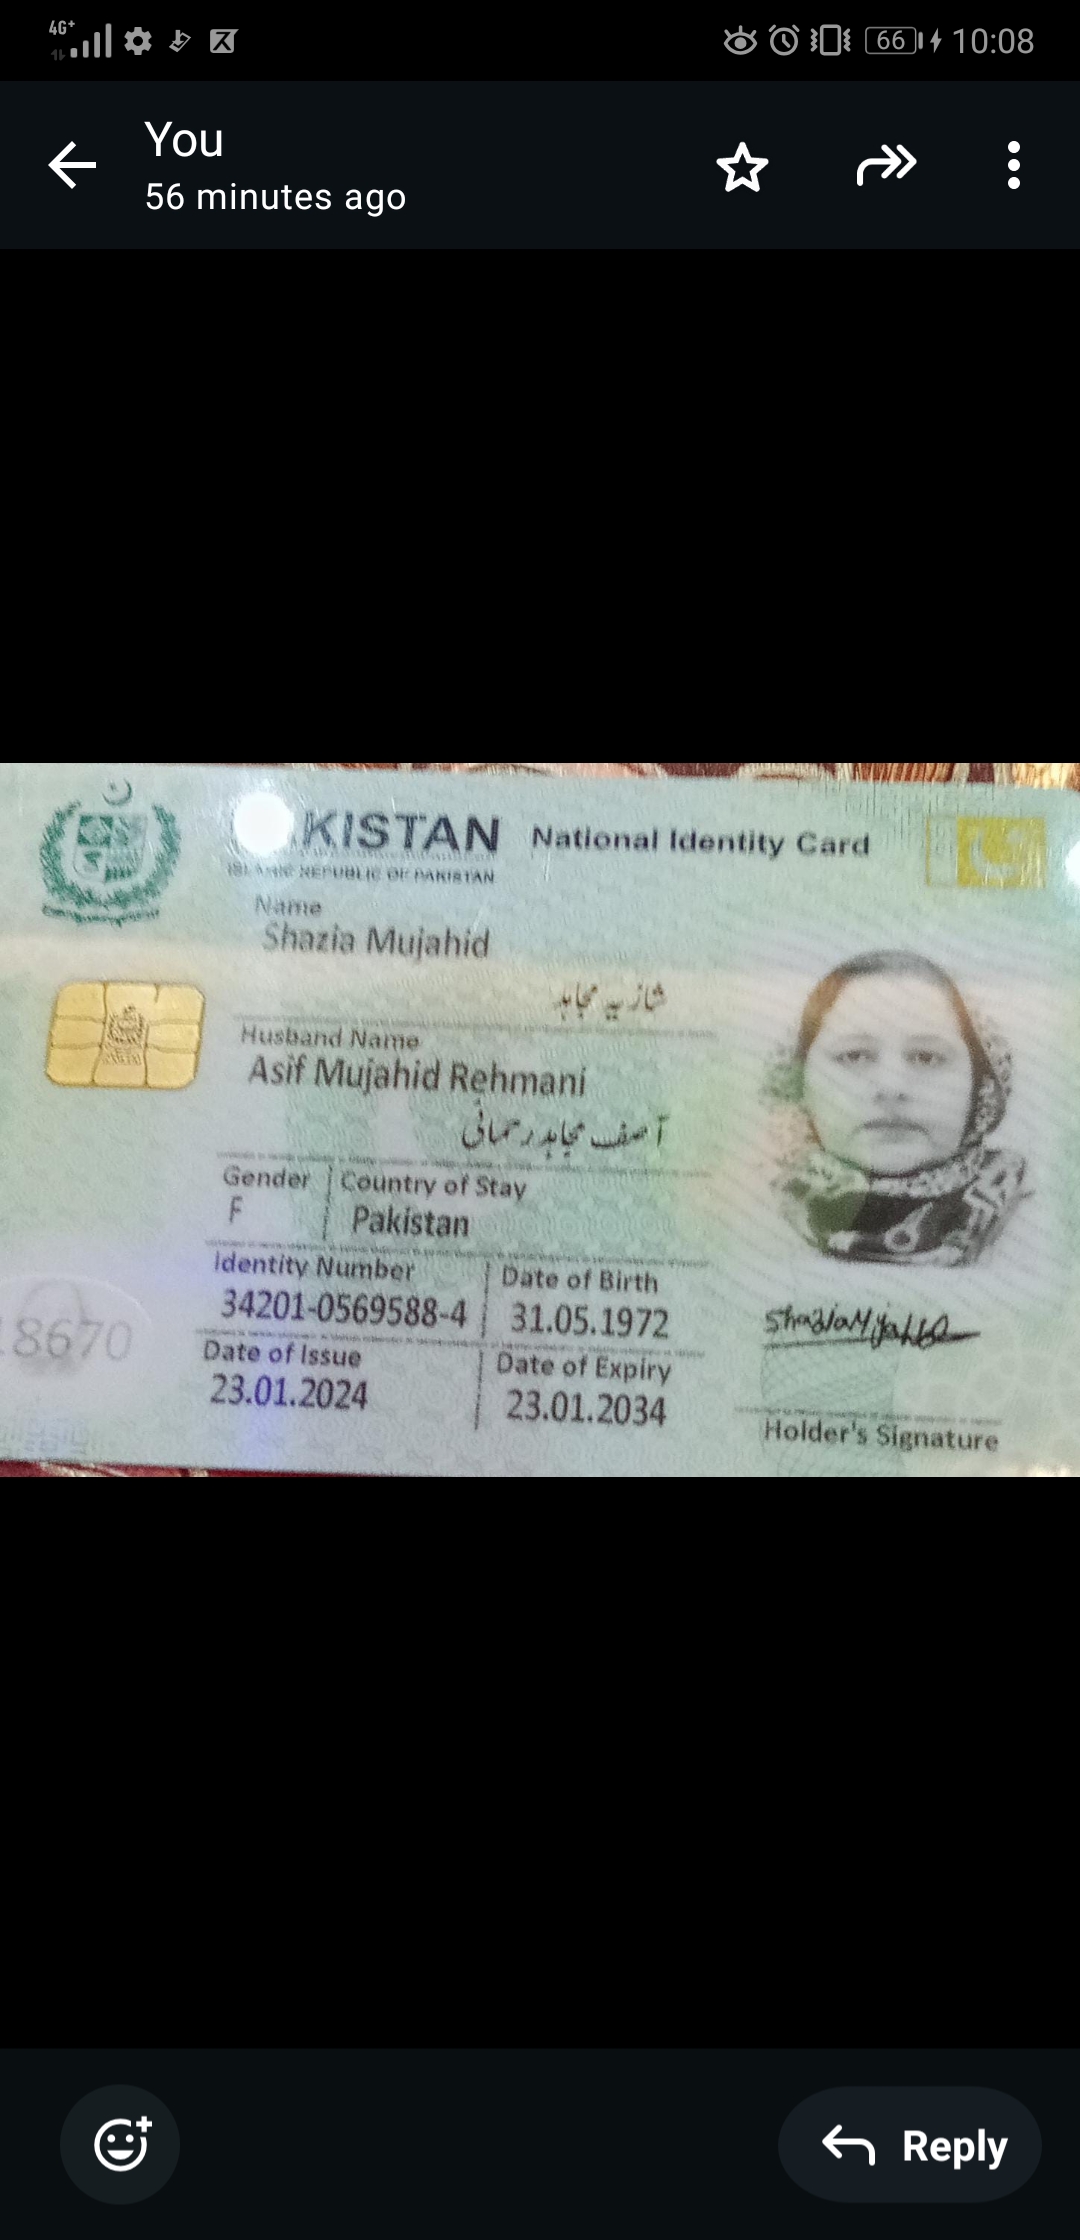 4G+
66 10:08
You
56 minutes ago
KISTAN National Identity Card
ISLAMIC REPUBLIC OF PAKISTAN
Name
Shazia Mujahid
شازیہ مجاہد
Husband Name
Asif Mujahid Rehmani
آصف مجاہد رحمانی
Gender Country of Stay
F Pakistan
Identity Number Date of Birth
34201-0569588-4 31.05.1972
8670
Date of Issue Date of Expiry
23.01.2024 23.01.2034
Holder's Signature
Reply